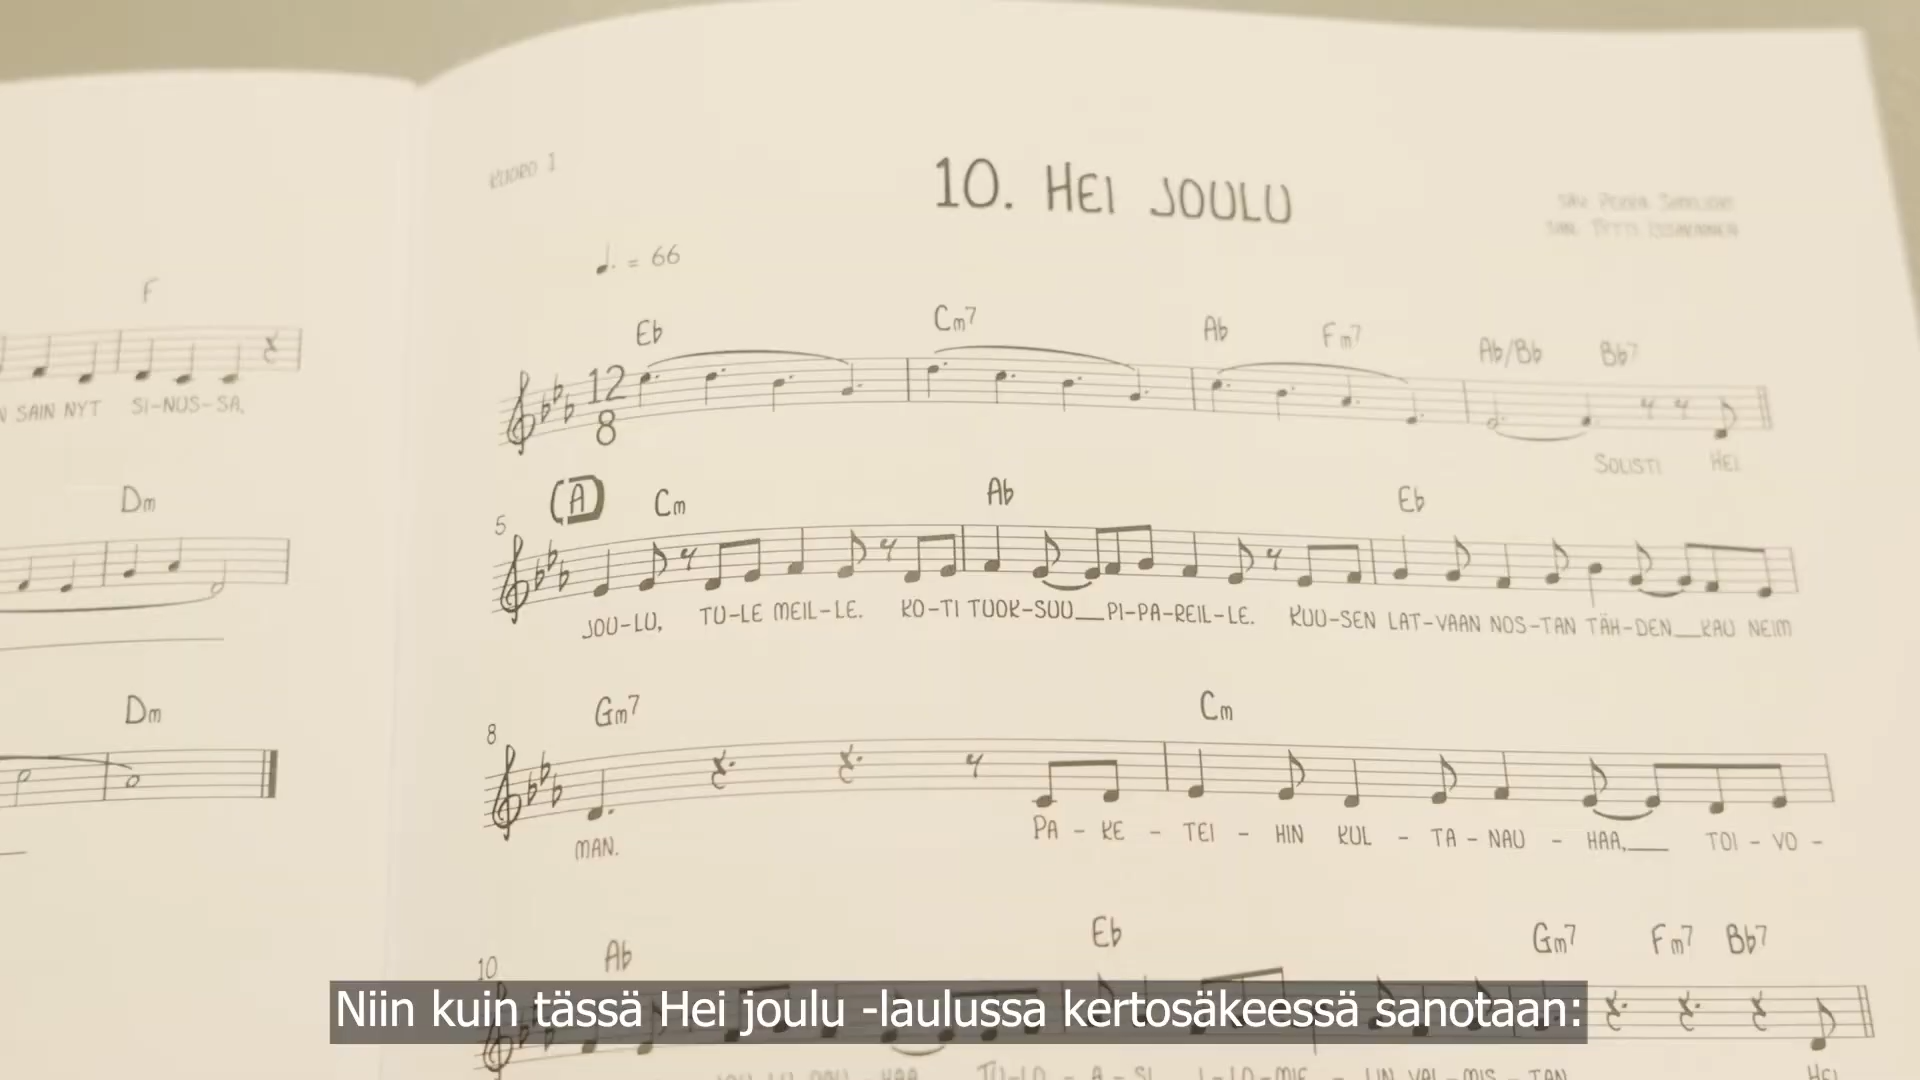 KUORO I
10. HEI JOULU
♩. = 66
F
Eb Cm7 Ab Fm7 Ab/Bb Bb7
12
8
SAIN NYT SI-NUS-SA,
SOLISTI HEI
Dm
5 A Cm Ab Eb
JOU-LU, TU-LE MEIL-LE. KO-TI TUOK-SUU PI-PA-REIL-LE. KUU-SEN LAT-VAAN NOS-TAN TÄH-DEN KAU NEIM
Dm
8 Gm7 Cm
MAN. PA - KE - TEI - HIN KUL - TA - NAU - HAA, TOI - VO -
10 Ab Eb Gm7 Fm7 Bb7
Niin kuin tässä Hei joulu -laulussa kertosäkeessä sanotaan:
HEI